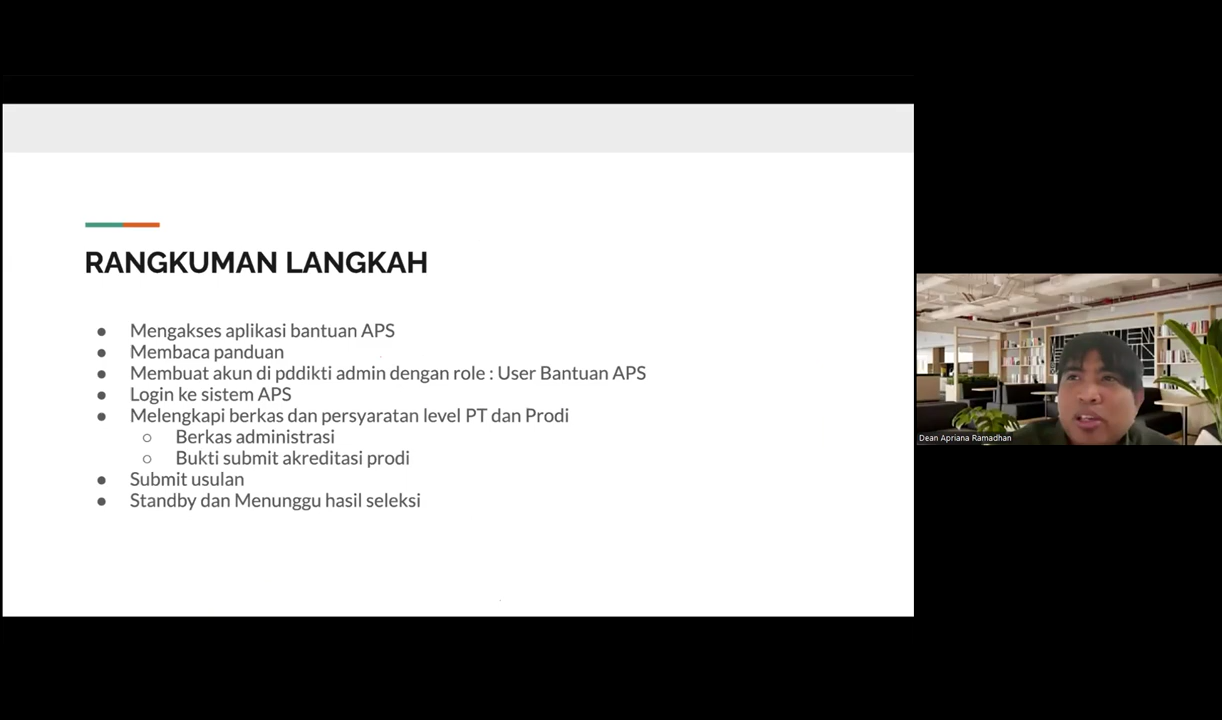 RANGKUMAN LANGKAH
● Mengakses aplikasi bantuan APS
● Membaca panduan
● Membuat akun di pddikti admin dengan role : User Bantuan APS
● Login ke sistem APS
● Melengkapi berkas dan persyaratan level PT dan Prodi
○ Berkas administrasi
○ Bukti submit akreditasi prodi
● Submit usulan
● Standby dan Menunggu hasil seleksi
Dean Apriana Ramadhan